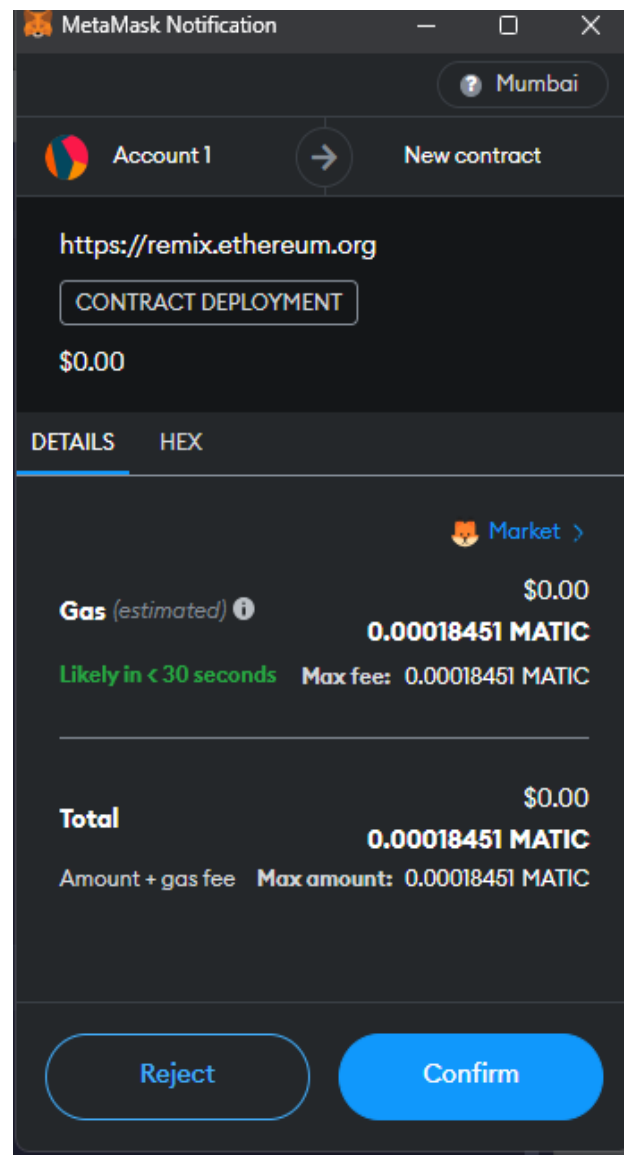 MetaMask Notification
Mumbai
Account 1 New contract
https://remix.ethereum.org
CONTRACT DEPLOYMENT
$0.00
DETAILS HEX
Market >
$0.00
Gas (estimated)
0.00018451 MATIC
Likely in < 30 seconds Max fee: 0.00018451 MATIC
$0.00
Total
0.00018451 MATIC
Amount + gas fee Max amount: 0.00018451 MATIC
Reject Confirm